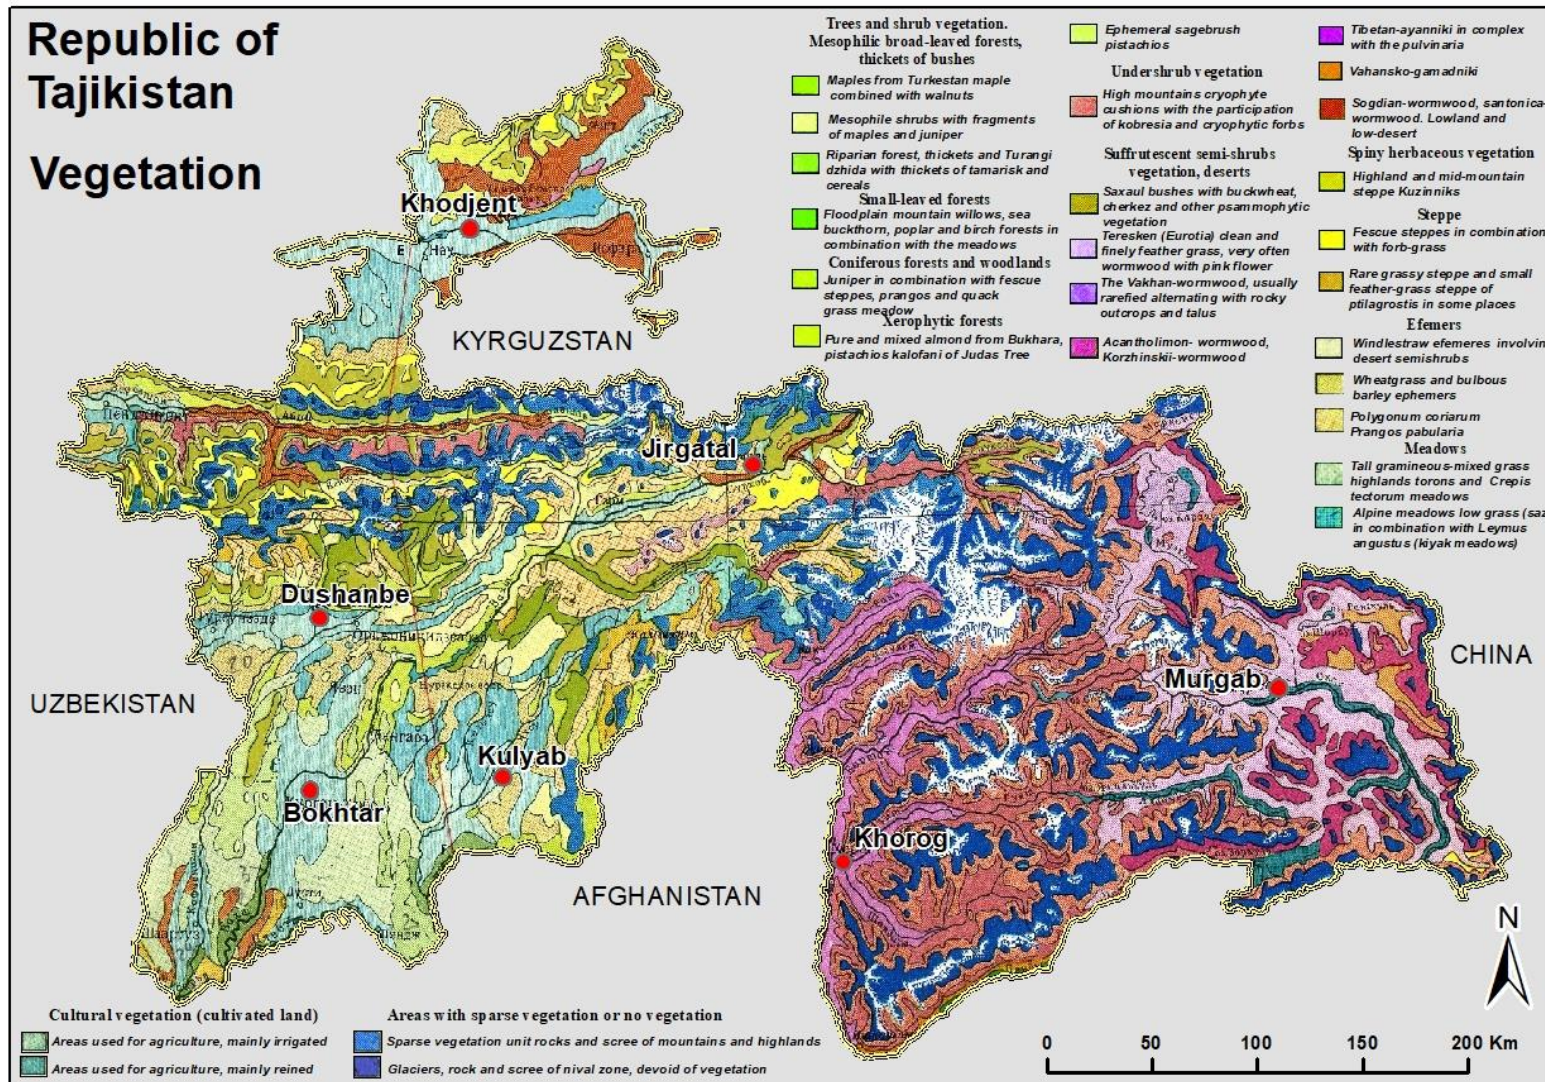 Republic of
Tajikistan
Vegetation
Trees and shrub vegetation.
Mesophilic broad-leaved forests,
thickets of bushes
Maples from Turkestan maple
combined with walnuts
Mesophile shrubs with fragments
of maples and juniper
Riparian forest, thickets and Turangi
dzhida with thickets of tamarisk and
cereals
Small-leaved forests
Floodplain mountain willows, sea
buckthorn, poplar and birch forests in
combination with the meadows
Coniferous forests and woodlands
Juniper in combination with fescue
steppes, prangos and quack
grass meadow
Xerophytic forests
Pure and mixed almond from Bukhara,
pistachios kalofani of Judas Tree
Ephemeral sagebrush
pistachios
Undershrub vegetation
High mountains cryophyte
cushions with the participation
of kobresia and cryophytic forbs
Suffrutescent semi-shrubs
vegetation, deserts
Saxaul bushes with buckwheat,
cherkez and other psammophytic
vegetation
Teresken (Eurotia) clean and
finely feather grass, very often
wormwood with pink flower
The Vakhan-wormwood, usually
rarefied alternating with rocky
outcrops and talus
Acantholimon- wormwood,
Korzhinskii-wormwood
Tibetan-ayanniki in complex
with the pulvinaria
Vahansko-gamadniki
Sogdian-wormwood, santonica-
wormwood. Lowland and
low-desert
Spiny herbaceous vegetation
Highland and mid-mountain
steppe Kuzinniks
Steppe
Fescue steppes in combination
with forb-grass
Rare grassy steppe and small
feather-grass steppe of
ptilagrostis in some places
Efemers
Windlestraw efemeres involvin
desert semishrubs
Wheatgrass and bulbous
barley ephemers
Polygonum coriarum
Prangos pabularia
Meadows
Tall gramineous-mixed grass
highlands torons and Crepis
tectorum meadows
Alpine meadows low grass (saz
in combination with Leymus
angustus (kiyak meadows)
Khodjent
KYRGUZSTAN
Jirgatal
Dushanbe
UZBEKISTAN
CHINA
Murgab
Kulyab
Bokhtar
Khorog
AFGHANISTAN
N
Cultural vegetation (cultivated land)
Areas used for agriculture, mainly irrigated
Areas used for agriculture, mainly reined
Areas with sparse vegetation or no vegetation
Sparse vegetation unit rocks and scree of mountains and highlands
Glaciers, rock and scree of nival zone, devoid of vegetation
0 50 100 150 200 Km